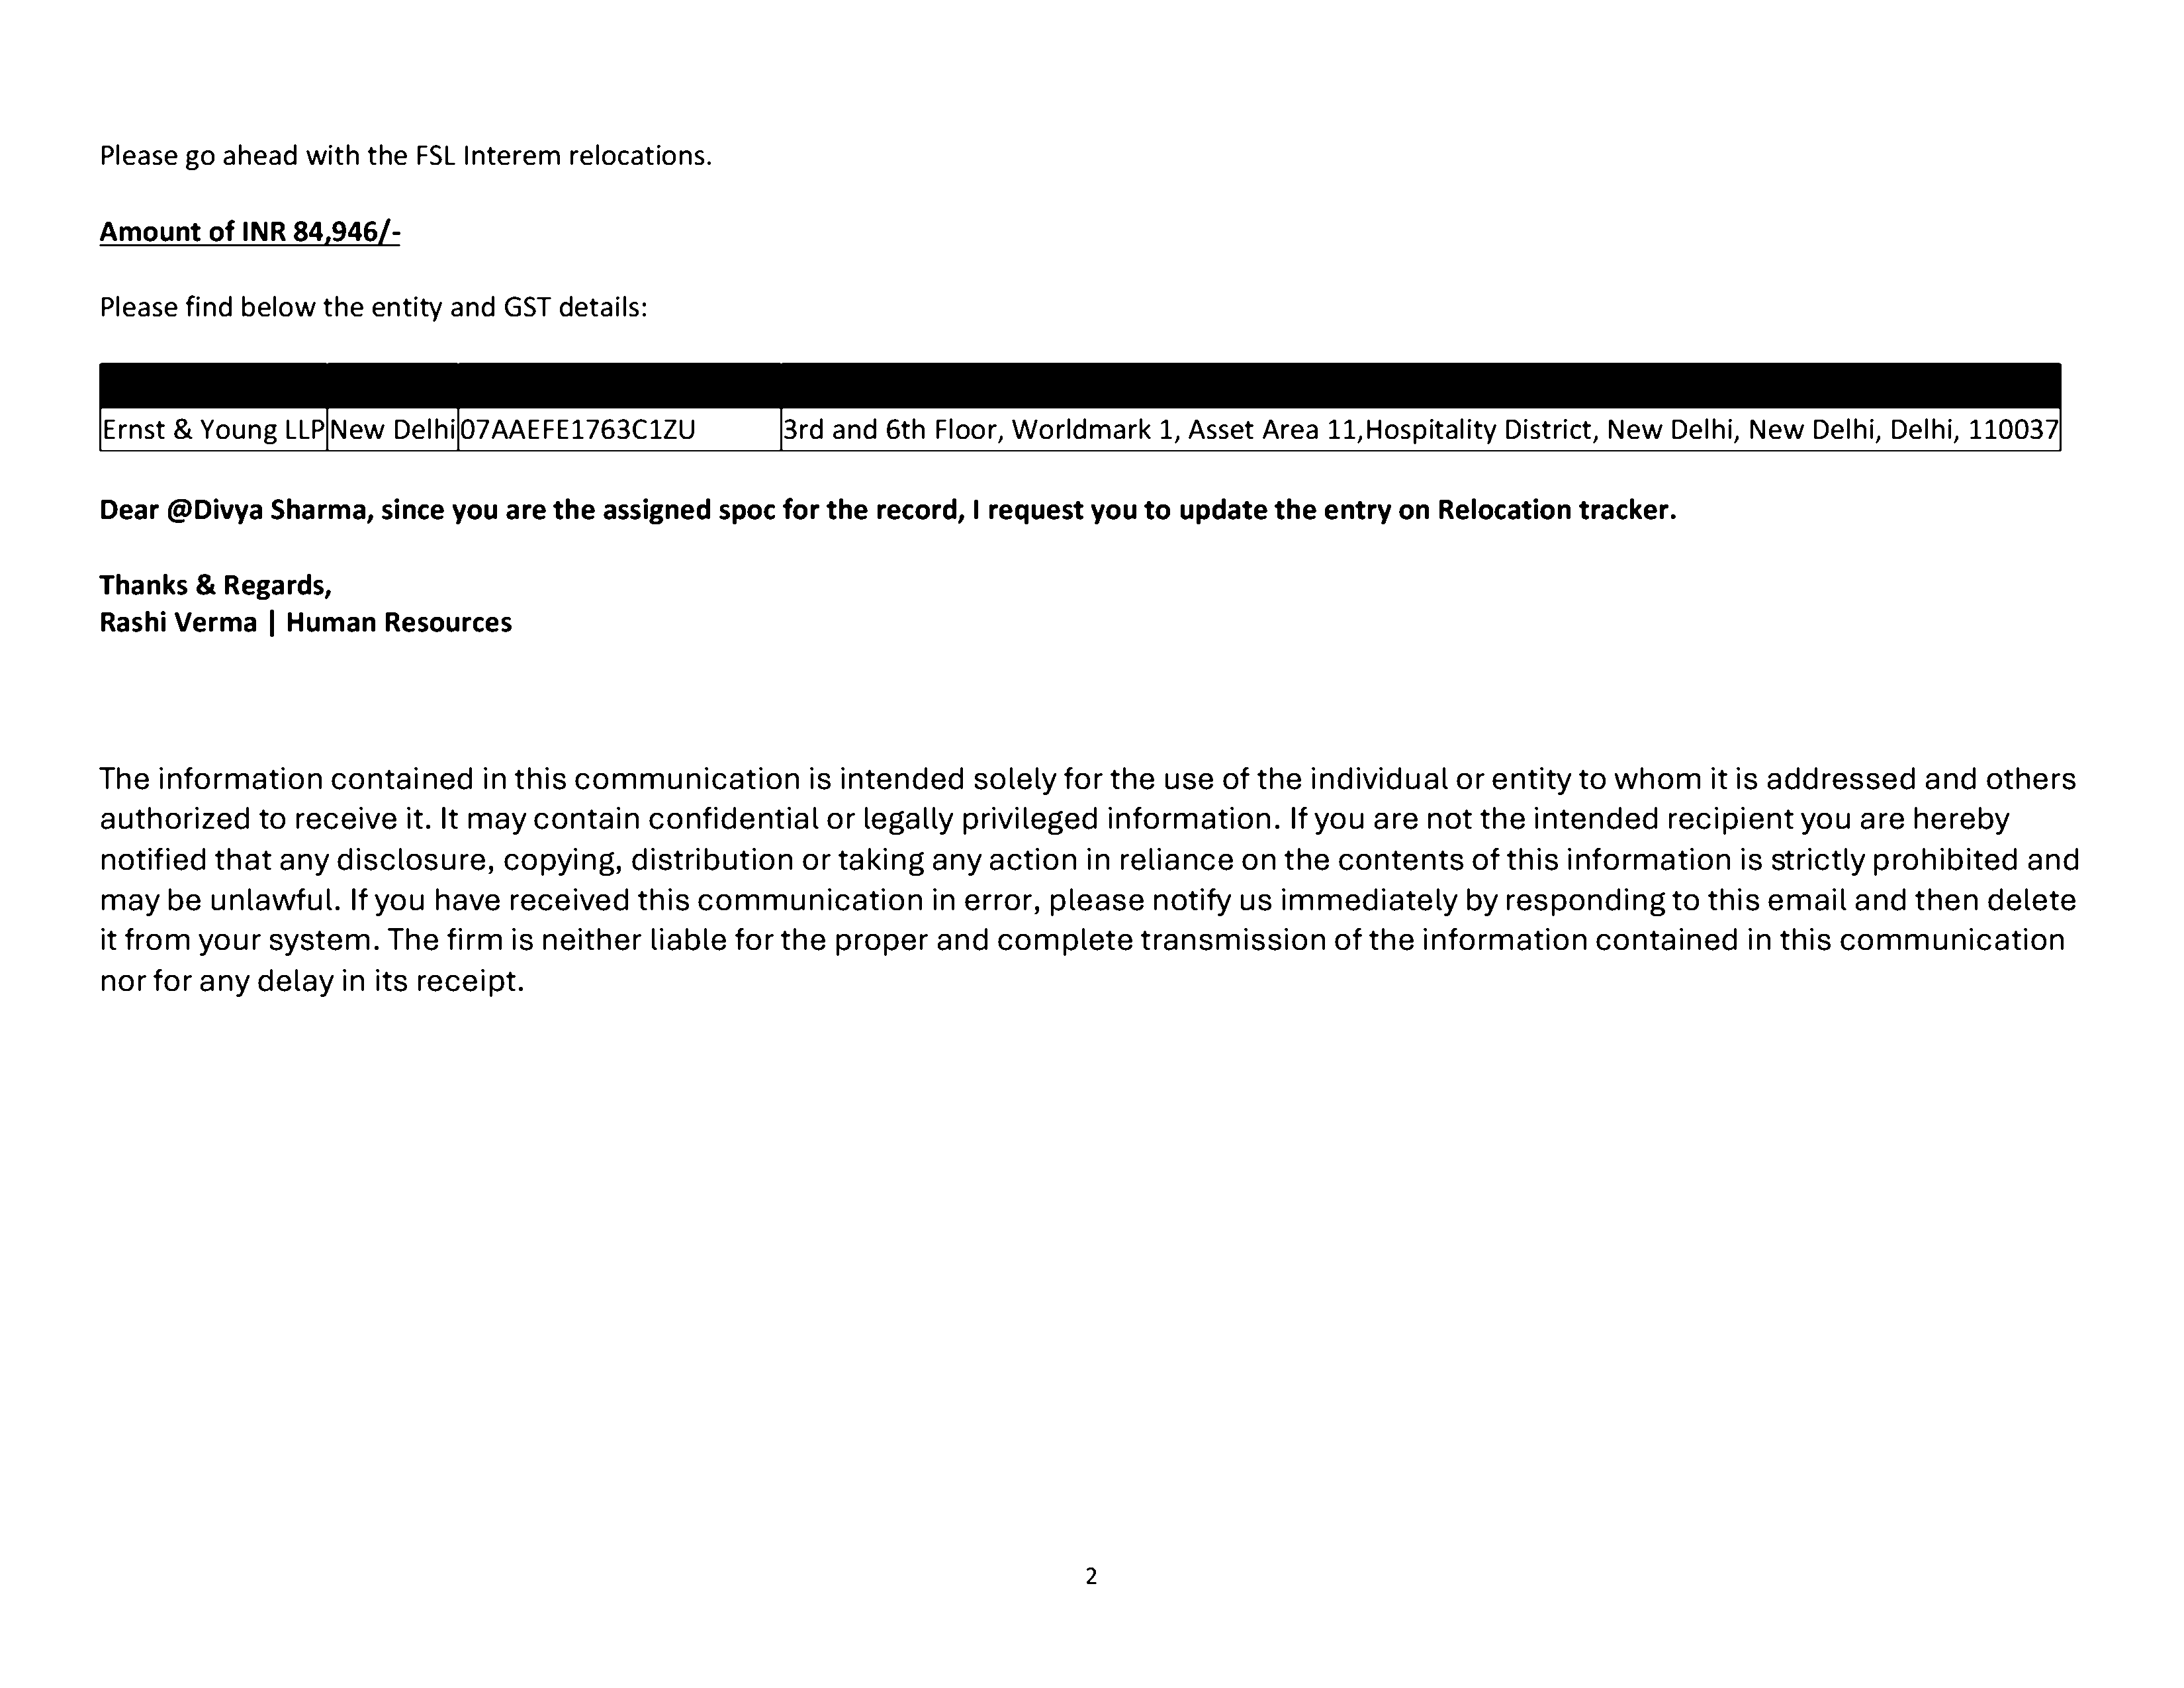 Please go ahead with the FSL Interem relocations.
Amount of INR 84,946/-
Please find below the entity and GST details:
Ernst & Young LLP New Delhi 07AAEFE1763C1ZU 3rd and 6th Floor, Worldmark 1, Asset Area 11,Hospitality District, New Delhi, New Delhi, Delhi, 110037
Dear @Divya Sharma, since you are the assigned spoc for the record, I request you to update the entry on Relocation tracker.
Thanks & Regards,
Rashi Verma | Human Resources
The information contained in this communication is intended solely for the use of the individual or entity to whom it is addressed and others
authorized to receive it. It may contain confidential or legally privileged information. If you are not the intended recipient you are hereby
notified that any disclosure, copying, distribution or taking any action in reliance on the contents of this information is strictly prohibited and
may be unlawful. If you have received this communication in error, please notify us immediately by responding to this email and then delete
it from your system. The firm is neither liable for the proper and complete transmission of the information contained in this communication
nor for any delay in its receipt.
2